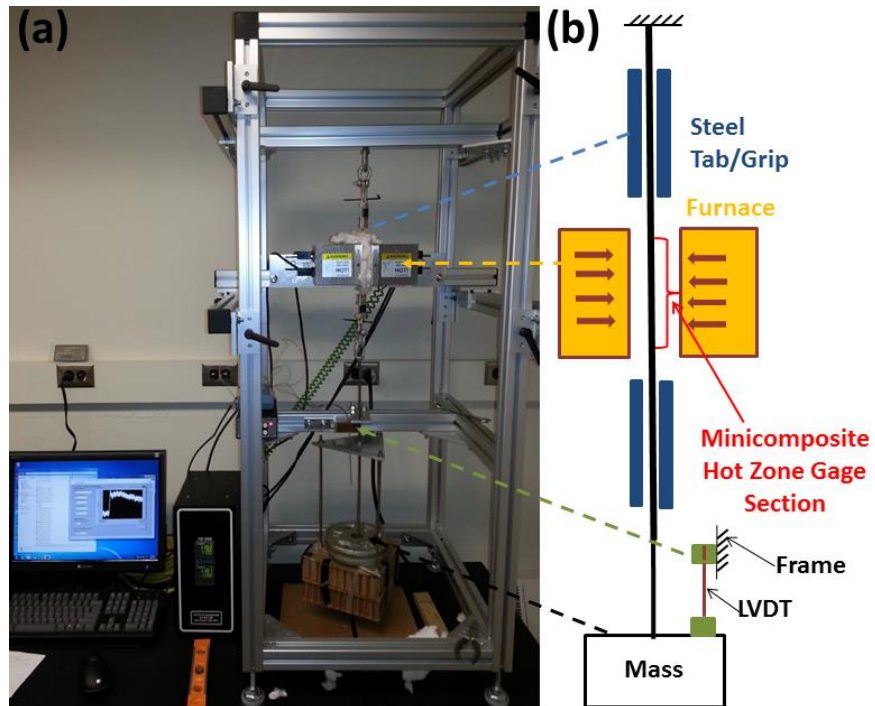 (a)
HOT!
HOT!
(b)
Steel
Tab/Grip
Furnace
Minicomposite
Hot Zone Gage
Section
Frame
LVDT
Mass